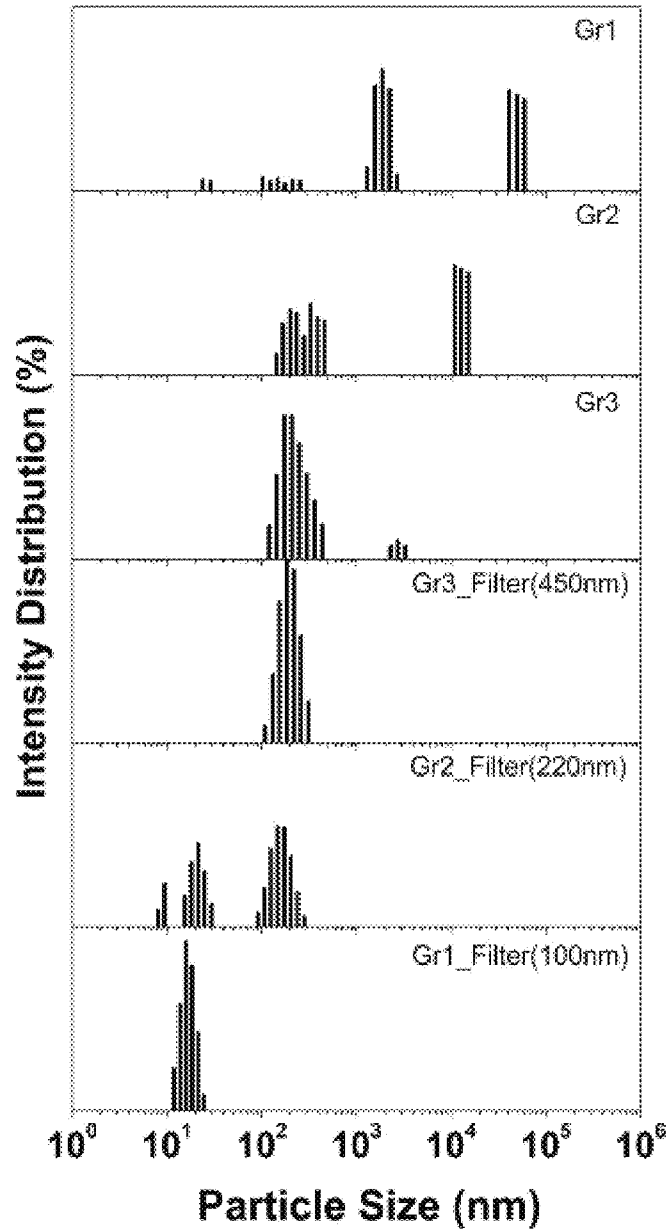 Gr1
Gr2
Gr3
Gr3_Filter(450nm)
Gr2_Filter(220nm)
Gr1_Filter(100nm)
Intensity Distribution (%)
10⁰ 10¹ 10² 10³ 10⁴ 10⁵ 10⁶
Particle Size (nm)